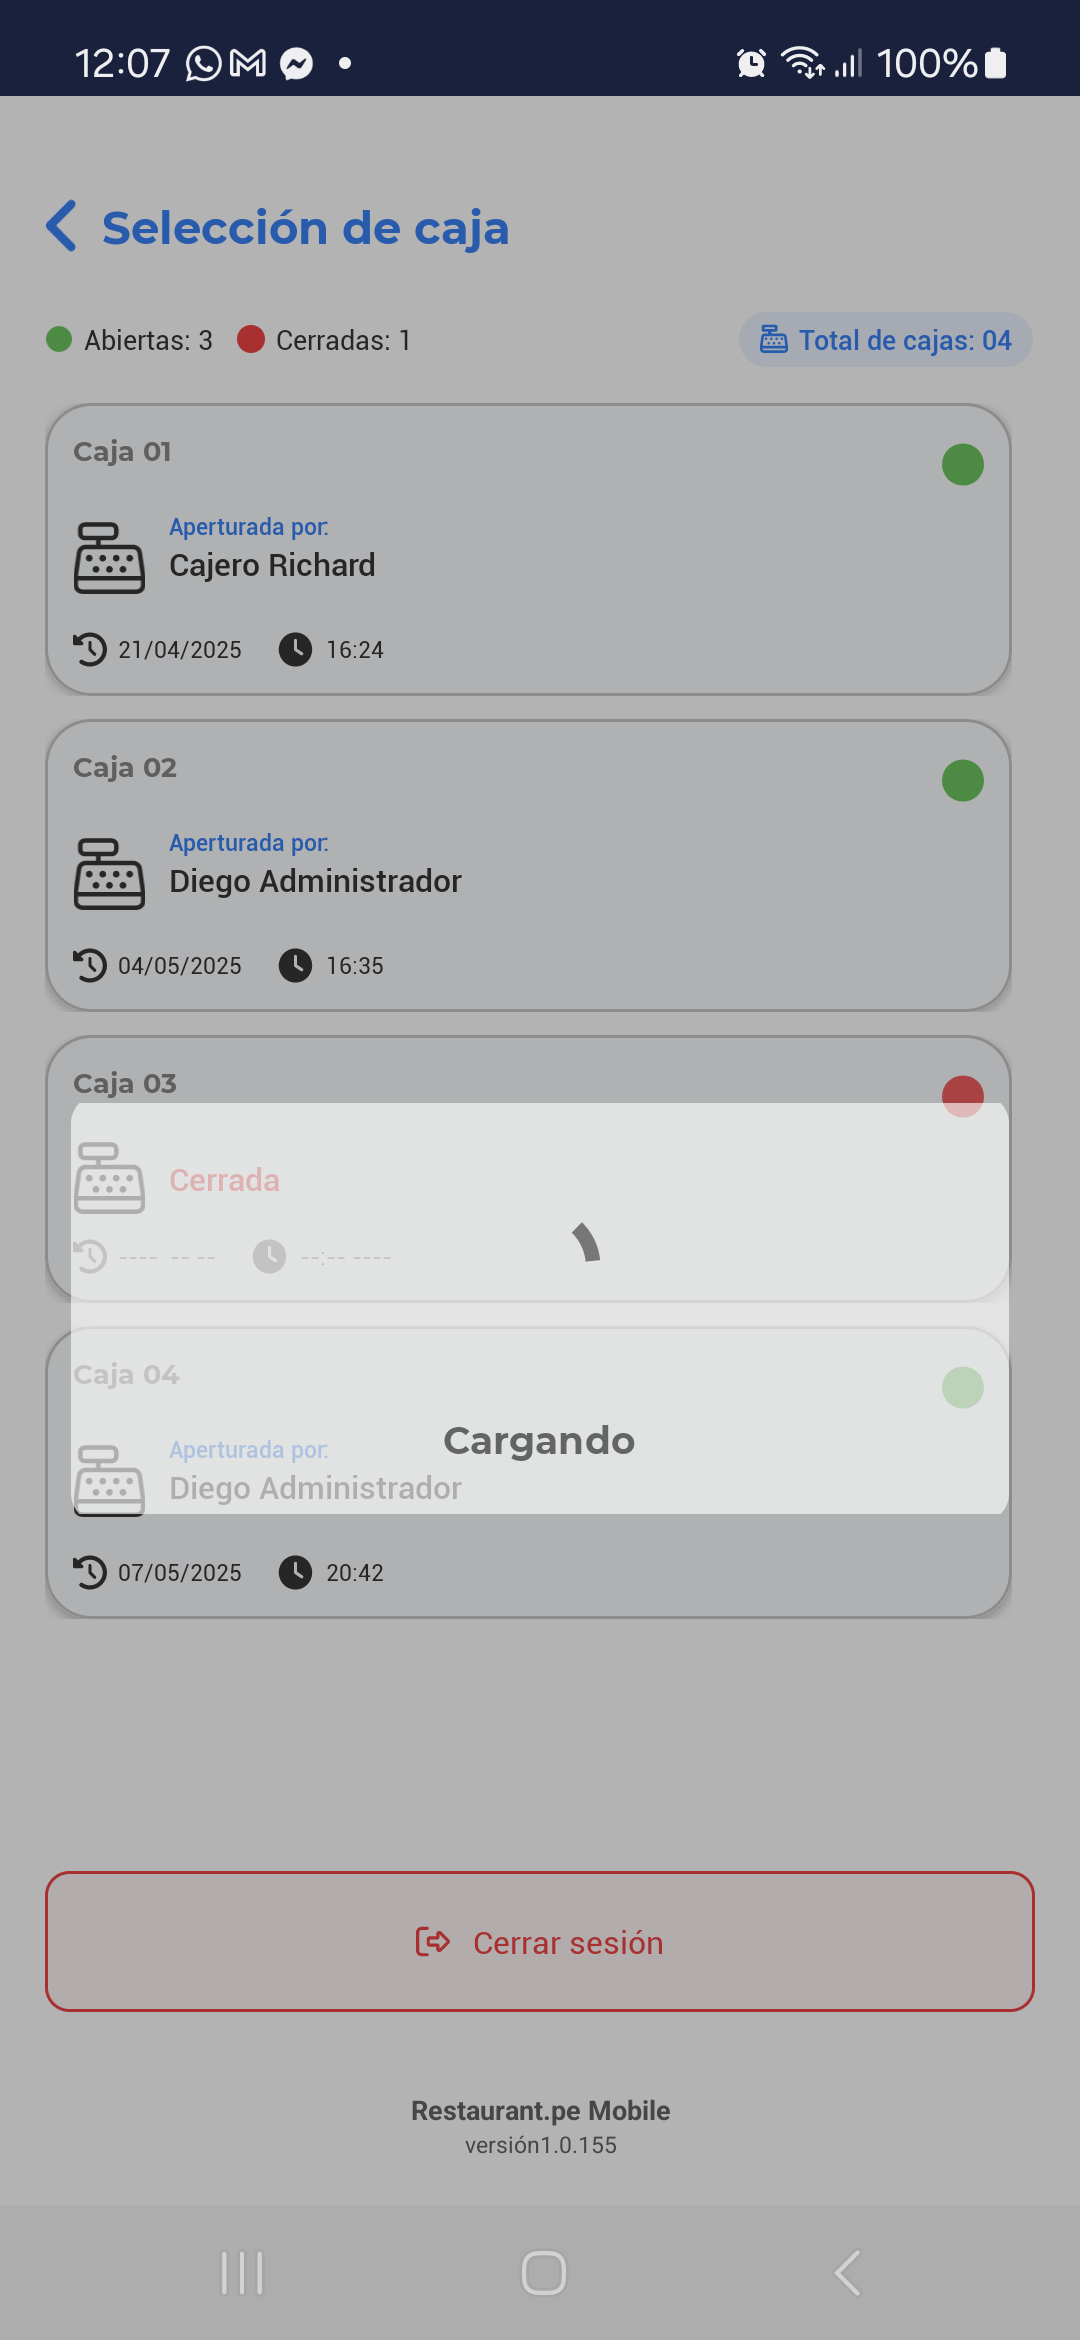 12:07 100%
Selección de caja
Abiertas: 3 Cerradas: 1 Total de cajas: 04
Caja 01
Aperturada por:
Cajero Richard
21/04/2025 16:24
Caja 02
Aperturada por:
Diego Administrador
04/05/2025 16:35
Caja 03
Cerrada
---- -- -- --:-- ----
Caja 04
Cargando
Aperturada por:
Diego Administrador
07/05/2025 20:42
Cerrar sesión
Restaurant.pe Mobile
versión1.0.155